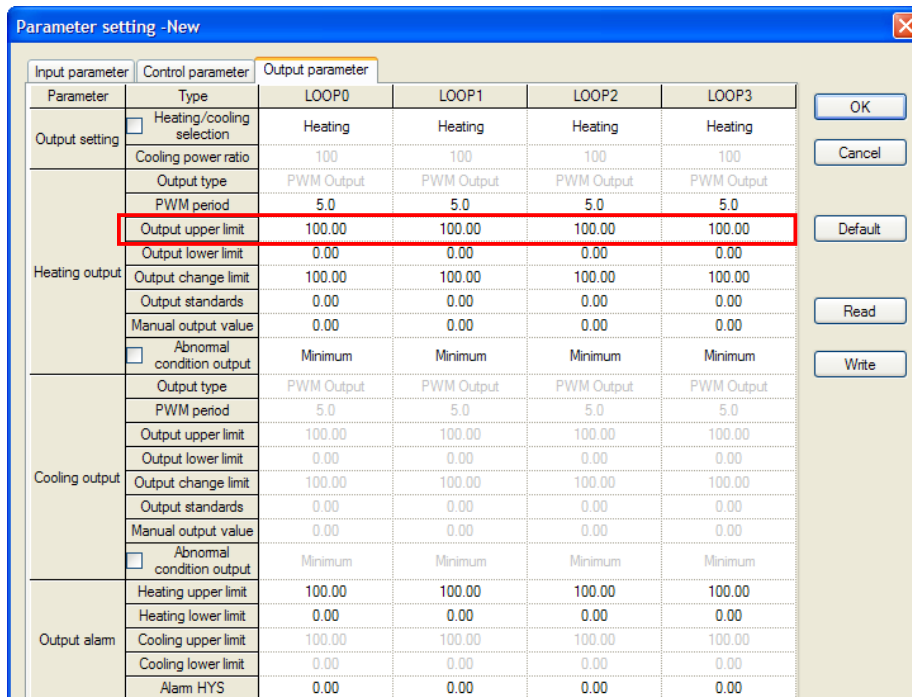 Parameter setting -New
Input parameter Control parameter Output parameter
Parameter Type LOOP0 LOOP1 LOOP2 LOOP3
Output setting
Heating/cooling
selection Heating Heating Heating Heating
Cooling power ratio 100 100 100 100
Heating output
Output type PWM Output PWM Output PWM Output PWM Output
PWM period 5.0 5.0 5.0 5.0
Output upper limit 100.00 100.00 100.00 100.00
Output lower limit 0.00 0.00 0.00 0.00
Output change limit 100.00 100.00 100.00 100.00
Output standards 0.00 0.00 0.00 0.00
Manual output value 0.00 0.00 0.00 0.00
Abnormal
condition output Minimum Minimum Minimum Minimum
Cooling output
Output type PWM Output PWM Output PWM Output PWM Output
PWM period 5.0 5.0 5.0 5.0
Output upper limit 100.00 100.00 100.00 100.00
Output lower limit 0.00 0.00 0.00 0.00
Output change limit 100.00 100.00 100.00 100.00
Output standards 0.00 0.00 0.00 0.00
Manual output value 0.00 0.00 0.00 0.00
Abnormal
condition output Minimum Minimum Minimum Minimum
Output alarm
Heating upper limit 100.00 100.00 100.00 100.00
Heating lower limit 0.00 0.00 0.00 0.00
Cooling upper limit 100.00 100.00 100.00 100.00
Cooling lower limit 0.00 0.00 0.00 0.00
Alarm HYS 0.00 0.00 0.00 0.00
OK
Cancel
Default
Read
Write